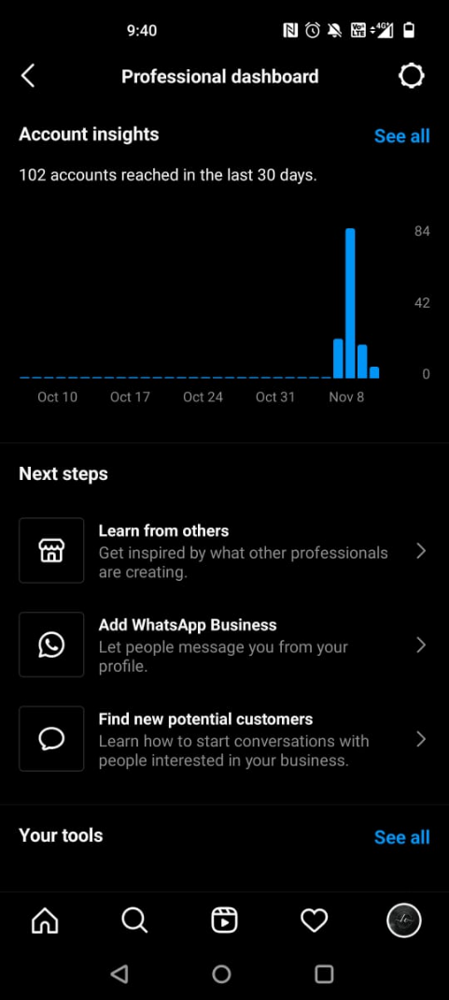 9:40
Vo
LTE
4G+
Professional dashboard
Account insights
See all
102 accounts reached in the last 30 days.
84
42
0
Oct 10
Oct 17
Oct 24
Oct 31
Nov 8
Next steps
Learn from others
Get inspired by what other professionals
are creating.
Add WhatsApp Business
Let people message you from your
profile.
Find new potential customers
Learn how to start conversations with
people interested in your business.
Your tools
See all